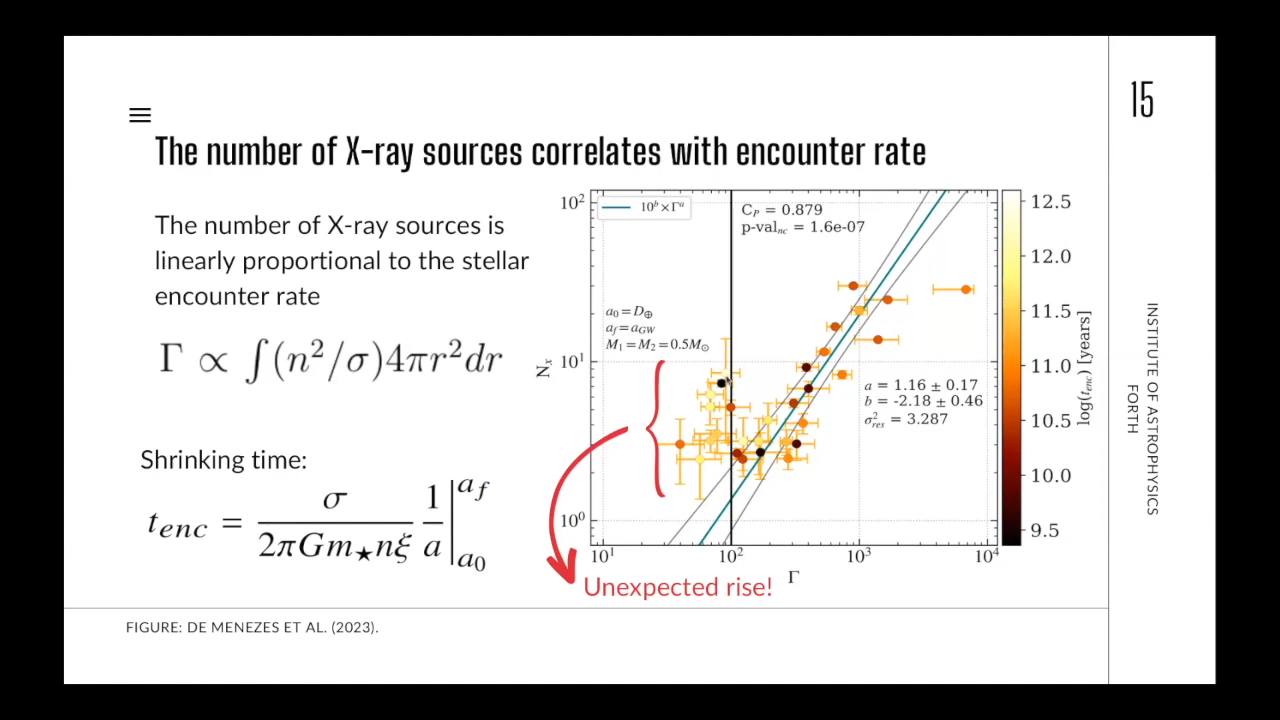 15
The number of X-ray sources correlates with encounter rate
The number of X-ray sources is
linearly proportional to the stellar
encounter rate
Γ ∝ ∫(n²/σ)4πr²dr
Shrinking time:
t_enc = σ / 2πGm★nξ 1/a |_{a_0}^{a_f}
10^b × Γ^a
C_P = 0.879
p-val_nc = 1.6e-07
a_0 = D_⊕
a_f = a_GW
M_1 = M_2 = 0.5M_⊙
a = 1.16 ± 0.17
b = -2.18 ± 0.46
σ²_res = 3.287
N_x
10²
10¹
10⁰
10¹ 10² 10³ 10⁴
Γ
12.5
12.0
11.5
11.0
10.5
10.0
9.5
log(t_enc) [years]
Unexpected rise!
INSTITUTE OF ASTROPHYSICS
FORTH
FIGURE: DE MENEZES ET AL. (2023).